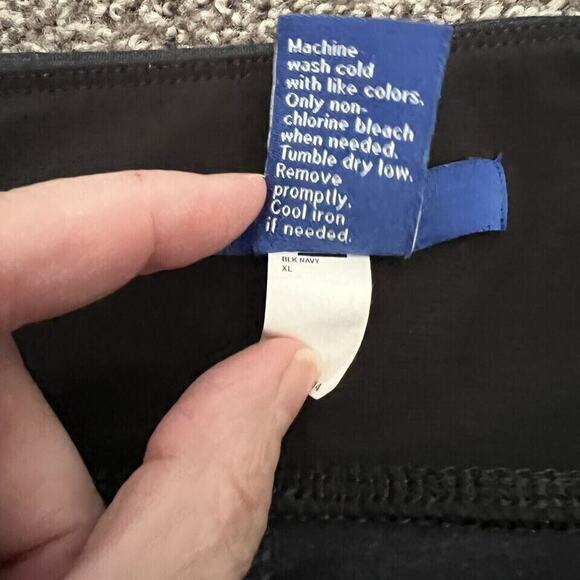 Machine
wash cold
with like colors.
Only non-
chlorine bleach
when needed.
Tumble dry low.
Remove
promptly.
Cool iron
if needed.
BLK NAVY
XL